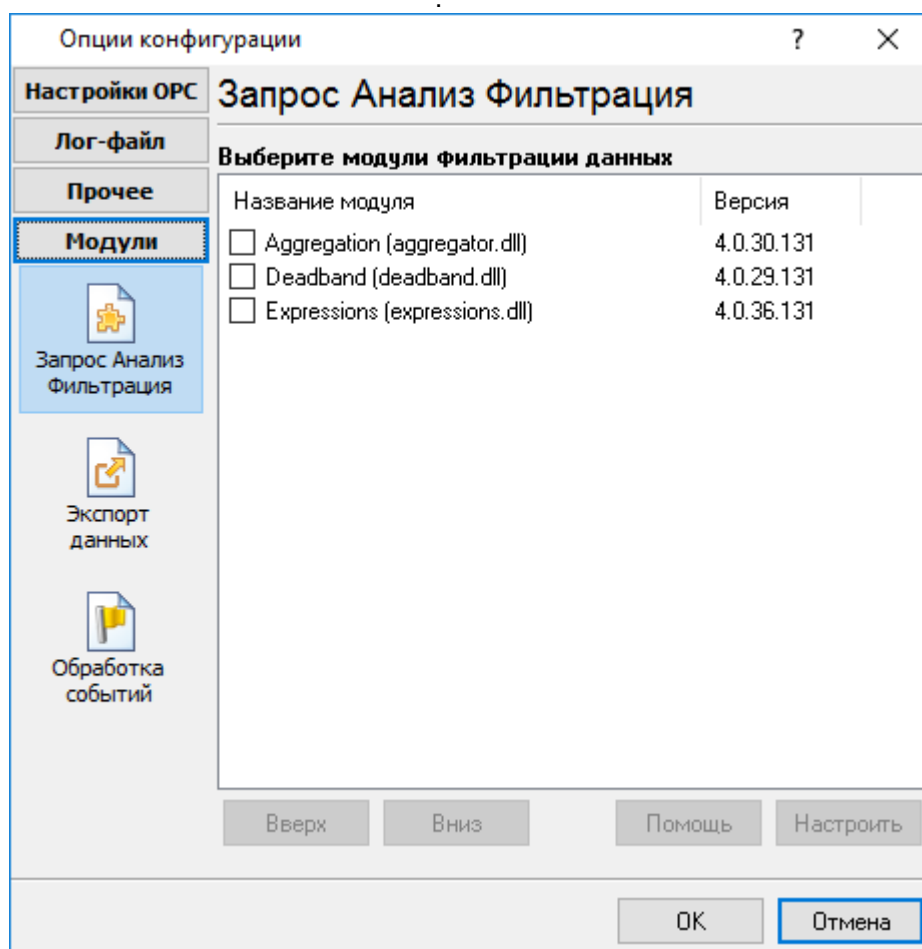 Опции конфигурации
?
Настройки OPC
Лог-файл
Прочее
Модули
Запрос Анализ
Фильтрация
Экспорт
данных
Обработка
событий
Запрос Анализ Фильтрация
Выберите модули фильтрации данных
Название модуля Версия
Aggregation (aggregator.dll) 4.0.30.131
Deadband (deadband.dll) 4.0.29.131
Expressions (expressions.dll) 4.0.36.131
Вверх Вниз Помощь Настроить
OK Отмена